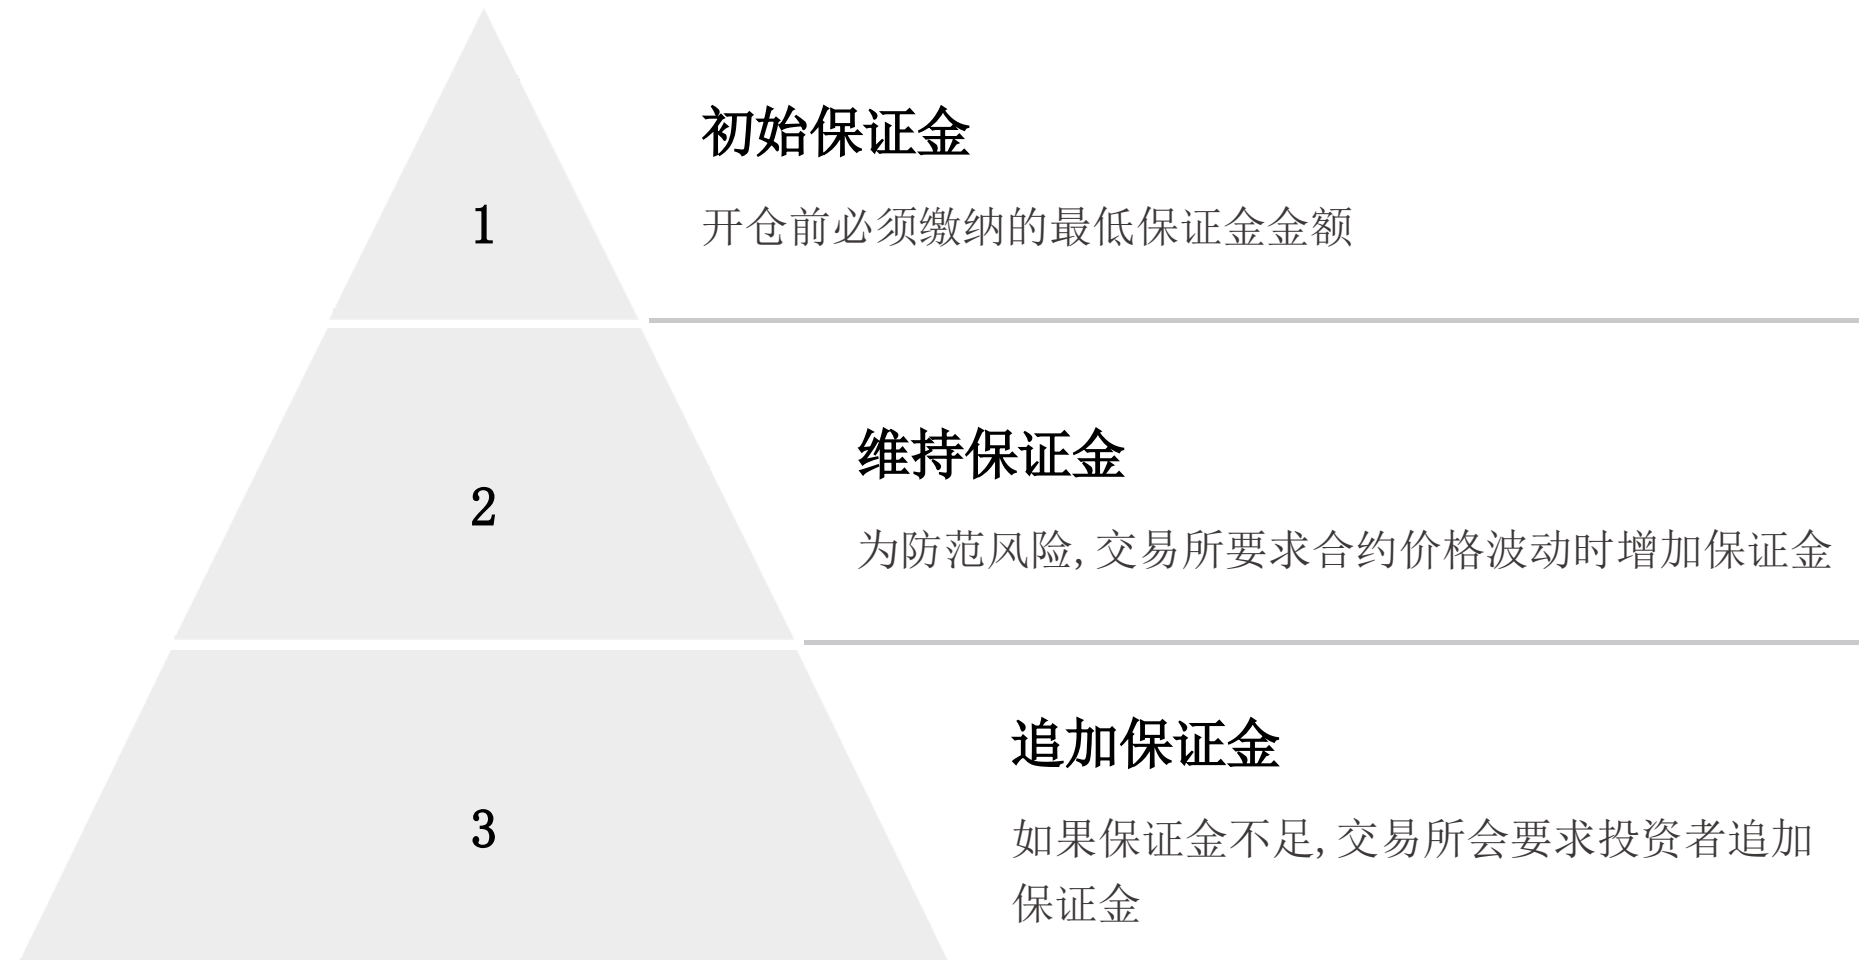 初始保证金
1
开仓前必须缴纳的最低保证金金额
维持保证金
2
为防范风险,交易所要求合约价格波动时增加保证金
追加保证金
3
如果保证金不足,交易所会要求投资者追加
保证金